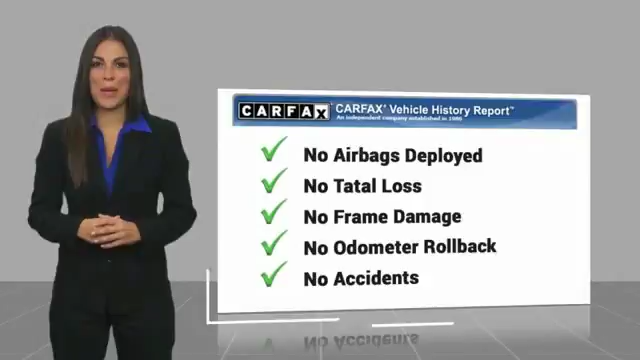 CARFAX CARFAX® Vehicle History Report™
An independent company established in 1986
No Airbags Deployed
No Tatal Loss
No Frame Damage
No Odometer Rollback
No Accidents